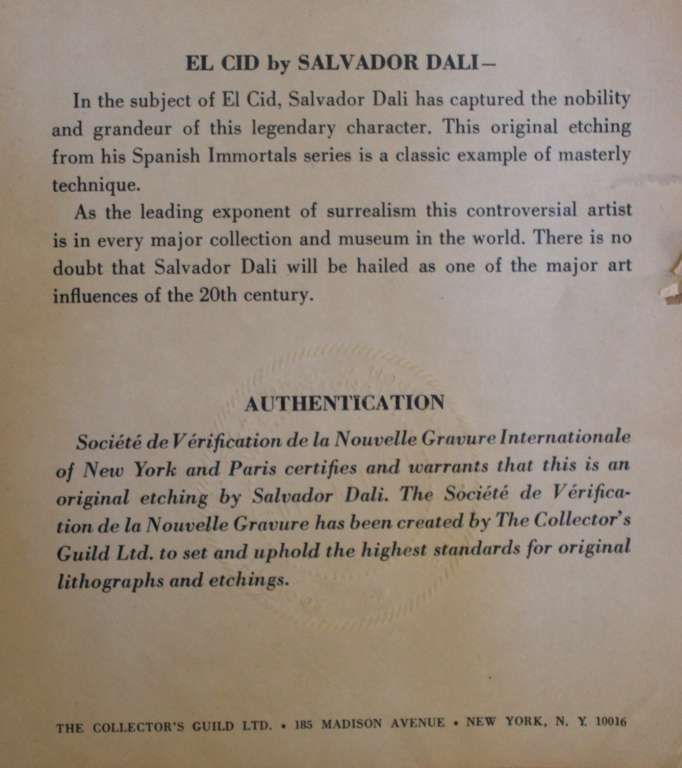 EL CID by SALVADOR DALI—
In the subject of El Cid, Salvador Dali has captured the nobility
and grandeur of this legendary character. This original etching
from his Spanish Immortals series is a classic example of masterly
technique.
As the leading exponent of surrealism this controversial artist
is in every major collection and museum in the world. There is no
doubt that Salvador Dali will be hailed as one of the major art
influences of the 20th century.
AUTHENTICATION
Société de Vérification de la Nouvelle Gravure Internationale
of New York and Paris certifies and warrants that this is an
original etching by Salvador Dali. The Société de Vérifica-
tion de la Nouvelle Gravure has been created by The Collector's
Guild Ltd. to set and uphold the highest standards for original
lithographs and etchings.
THE COLLECTOR'S GUILD LTD. • 185 MADISON AVENUE • NEW YORK, N. Y. 10016